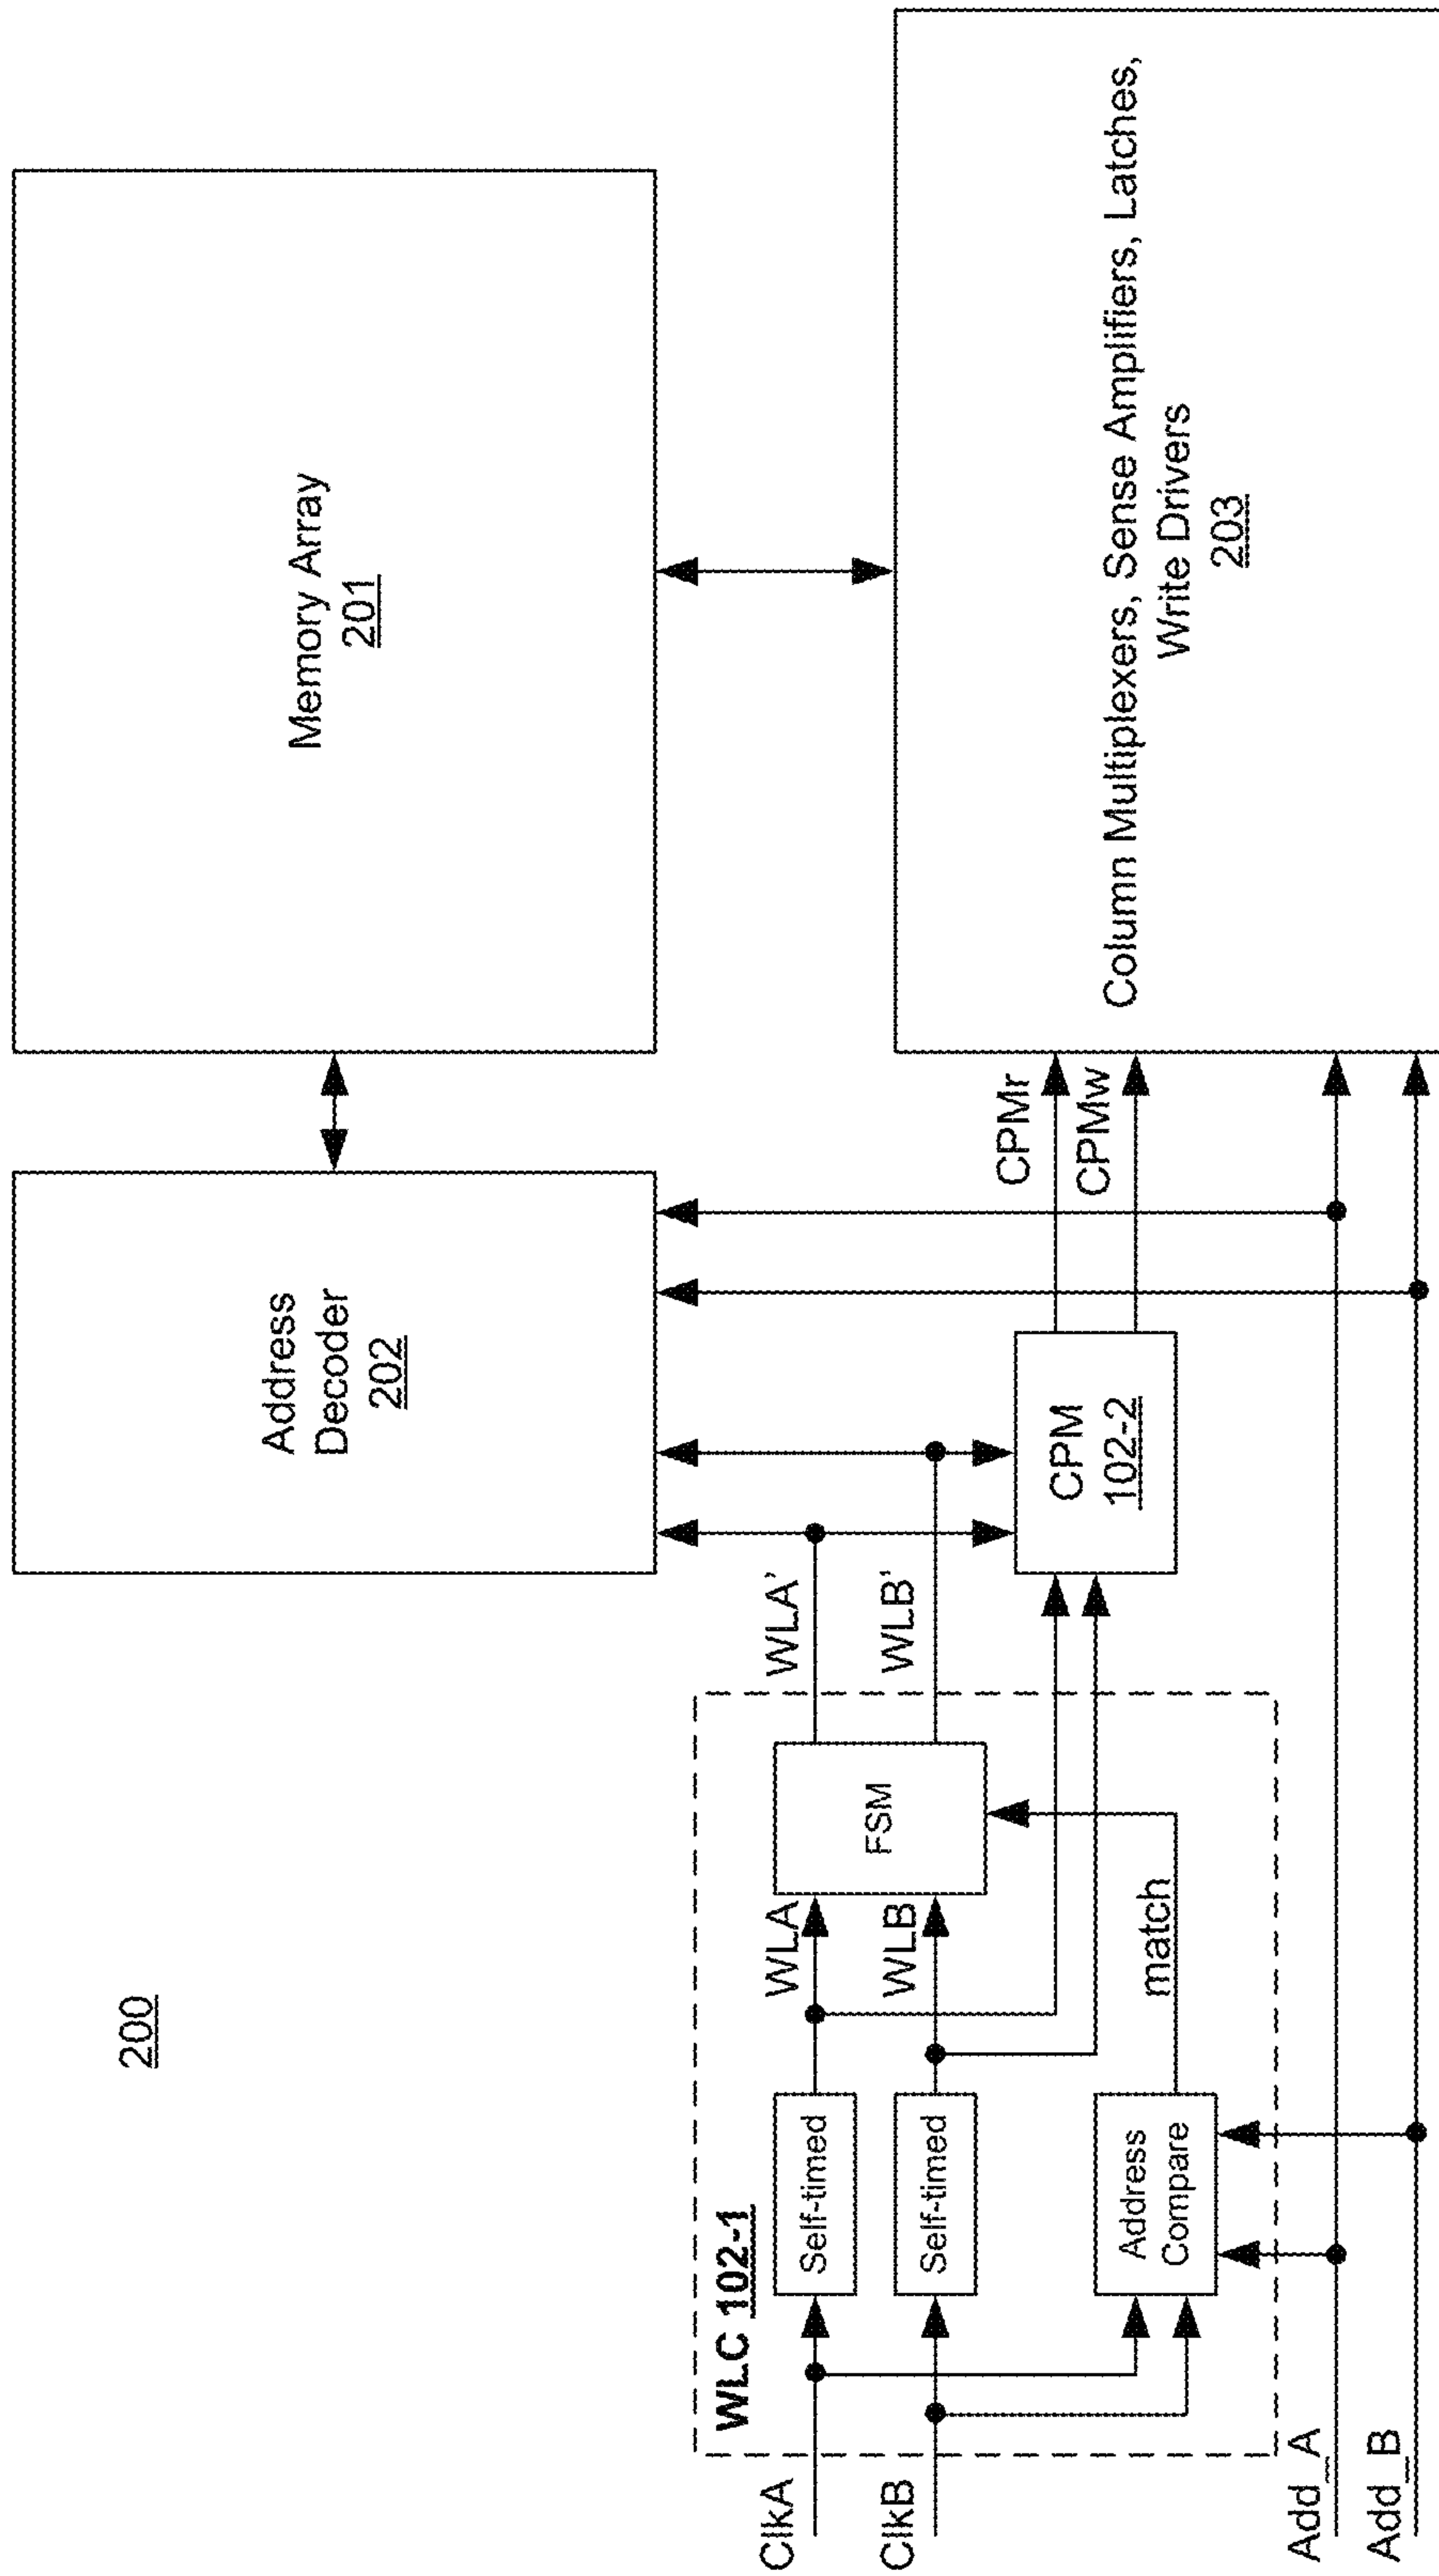 200
Memory Array
201
Address
Decoder
202
WLC 102-1
ClkA
ClkB
Self-timed
Self-timed
Address
Compare
WLA
WLB
match
FSM
WLA’
WLB‘
CPM
102-2
CPMr
CPMw
Column Multiplexers, Sense Amplifiers, Latches,
Write Drivers
203
Add_A
Add_B